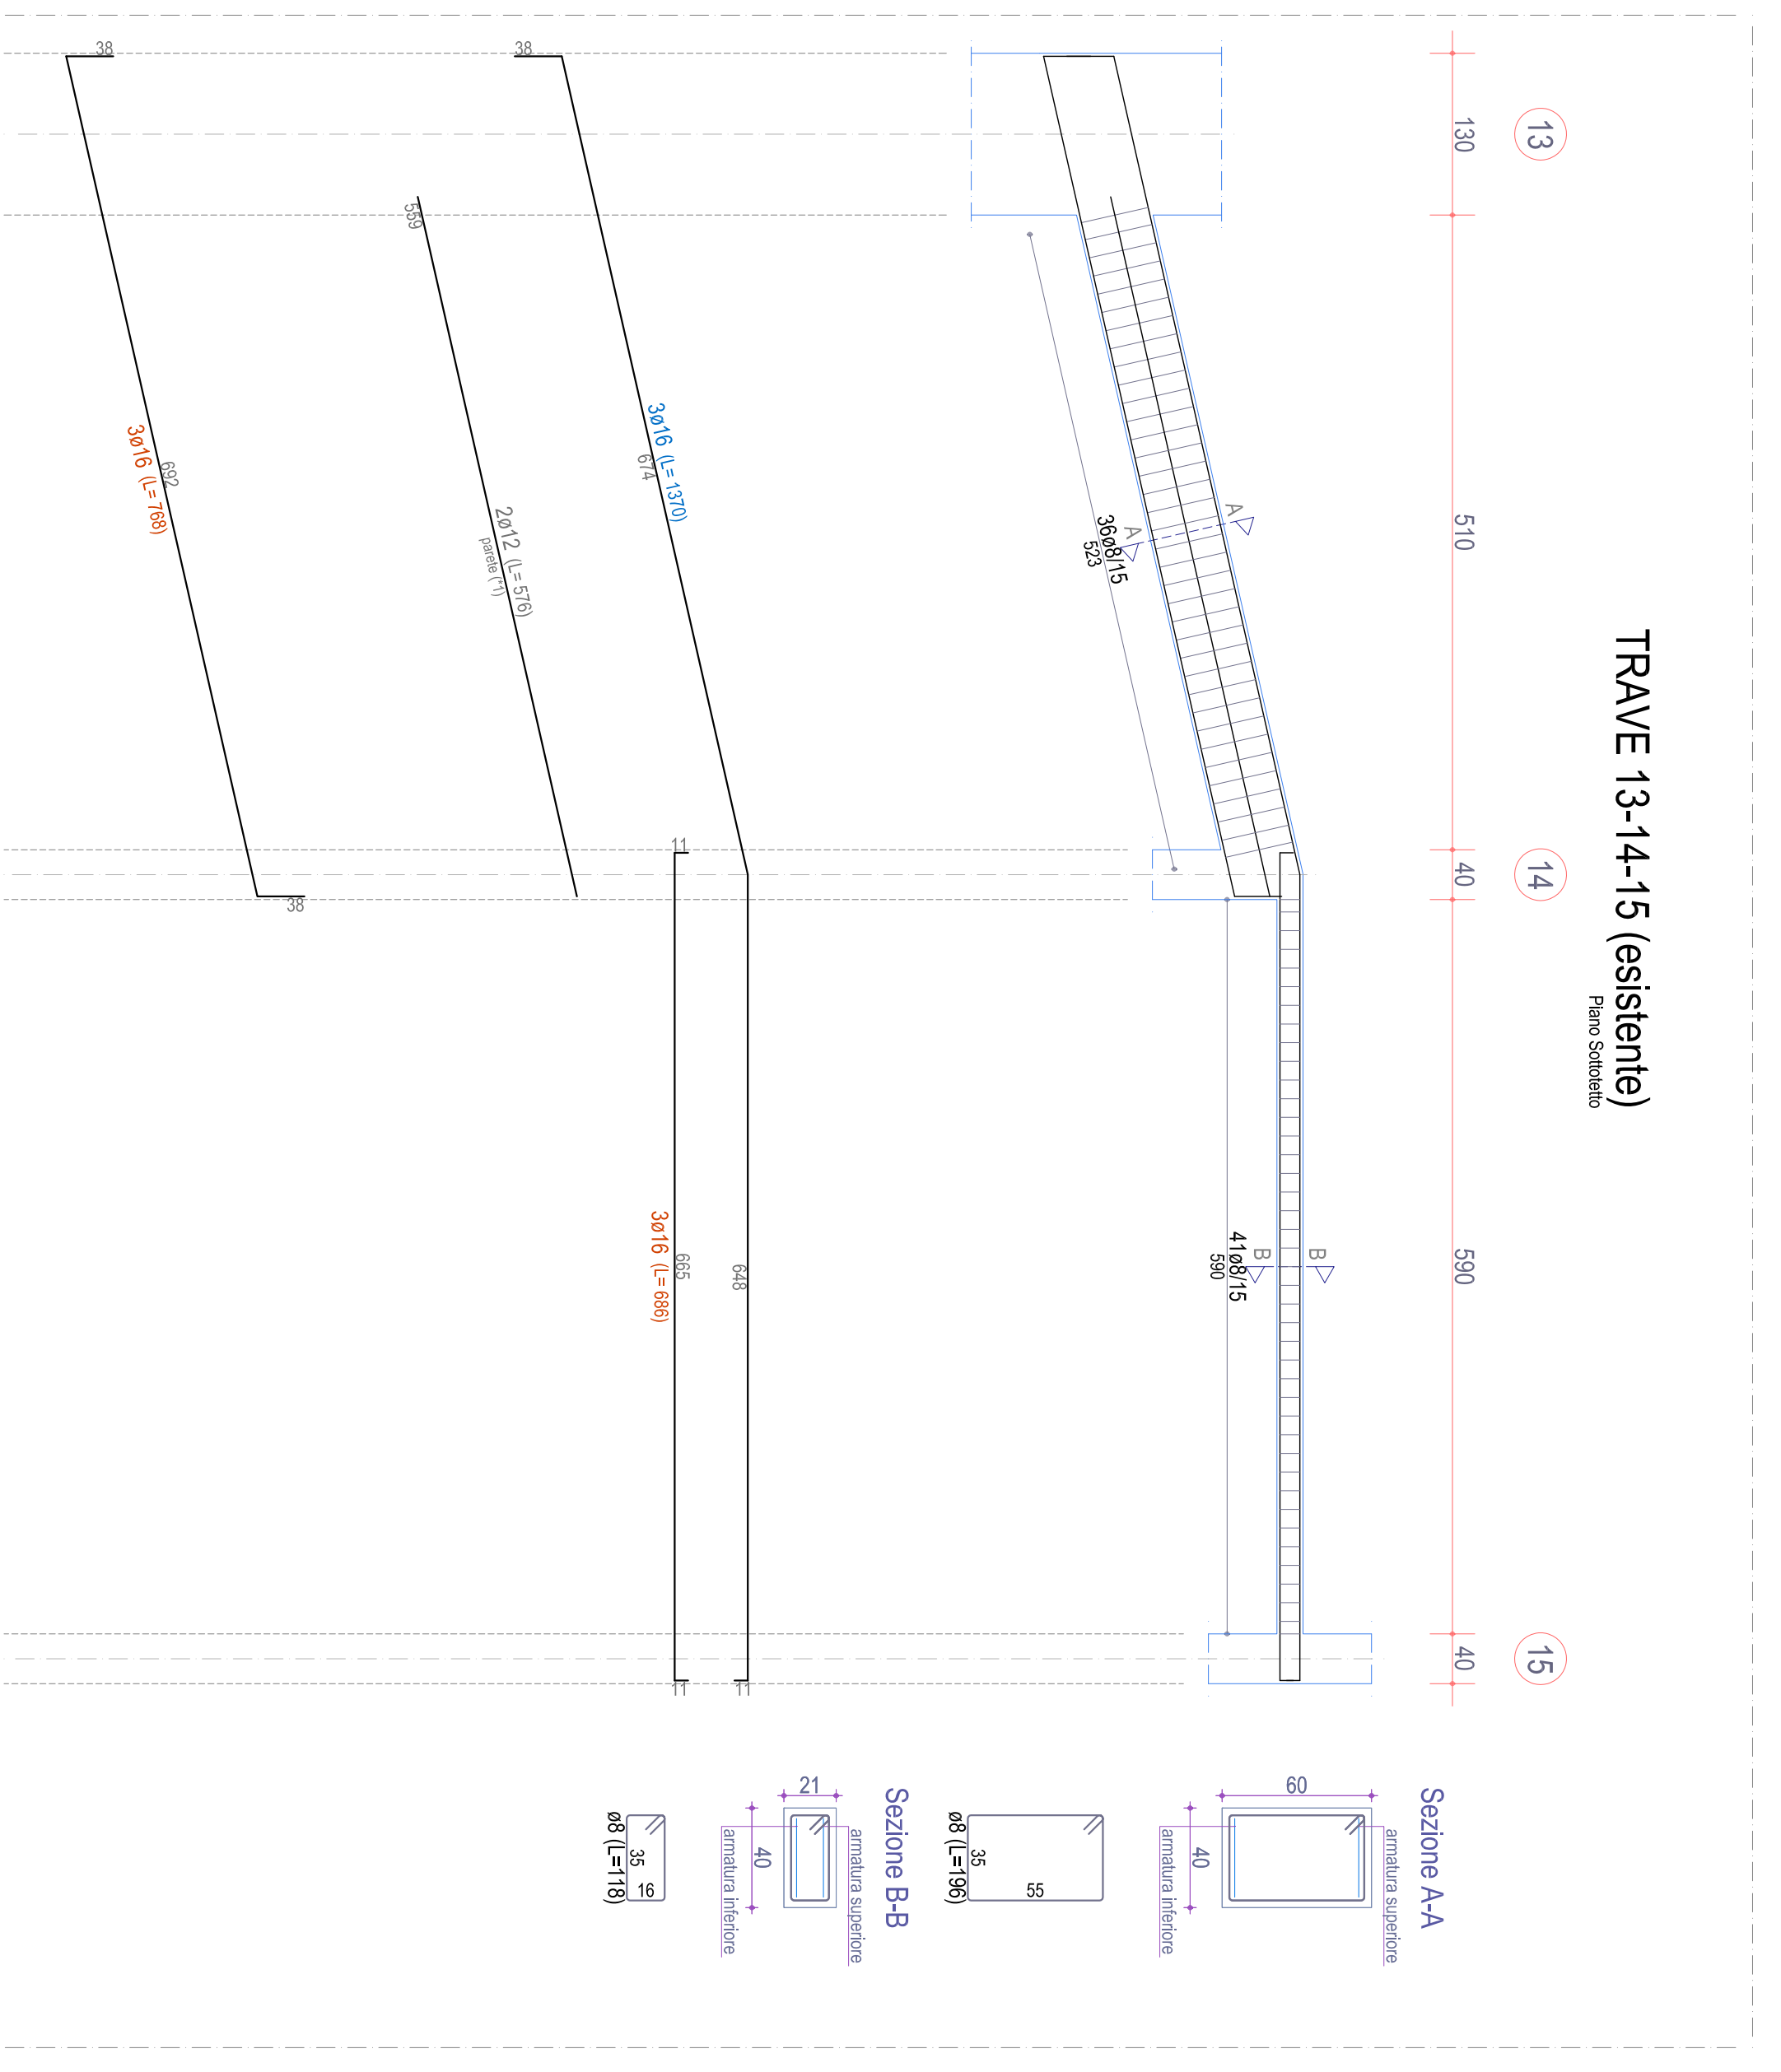 TRAVE 13-14-15 (esistente)
Piano Sottotetto
13
14
15
130
510
40
590
40
A
A
36ø8/15
523
B
B
41ø8/15
590
38
3ø16 (L=1370)
674
648
11
2ø12 (L=576)
parete (*1)
559
11
3ø16 (L=686)
665
11
38
3ø16 (L=768)
692
38
Sezione A-A
armatura superiore
60
40
armatura inferiore
55
35
ø8 (L=196)
Sezione B-B
armatura superiore
21
40
armatura inferiore
16
35
ø8 (L=118)